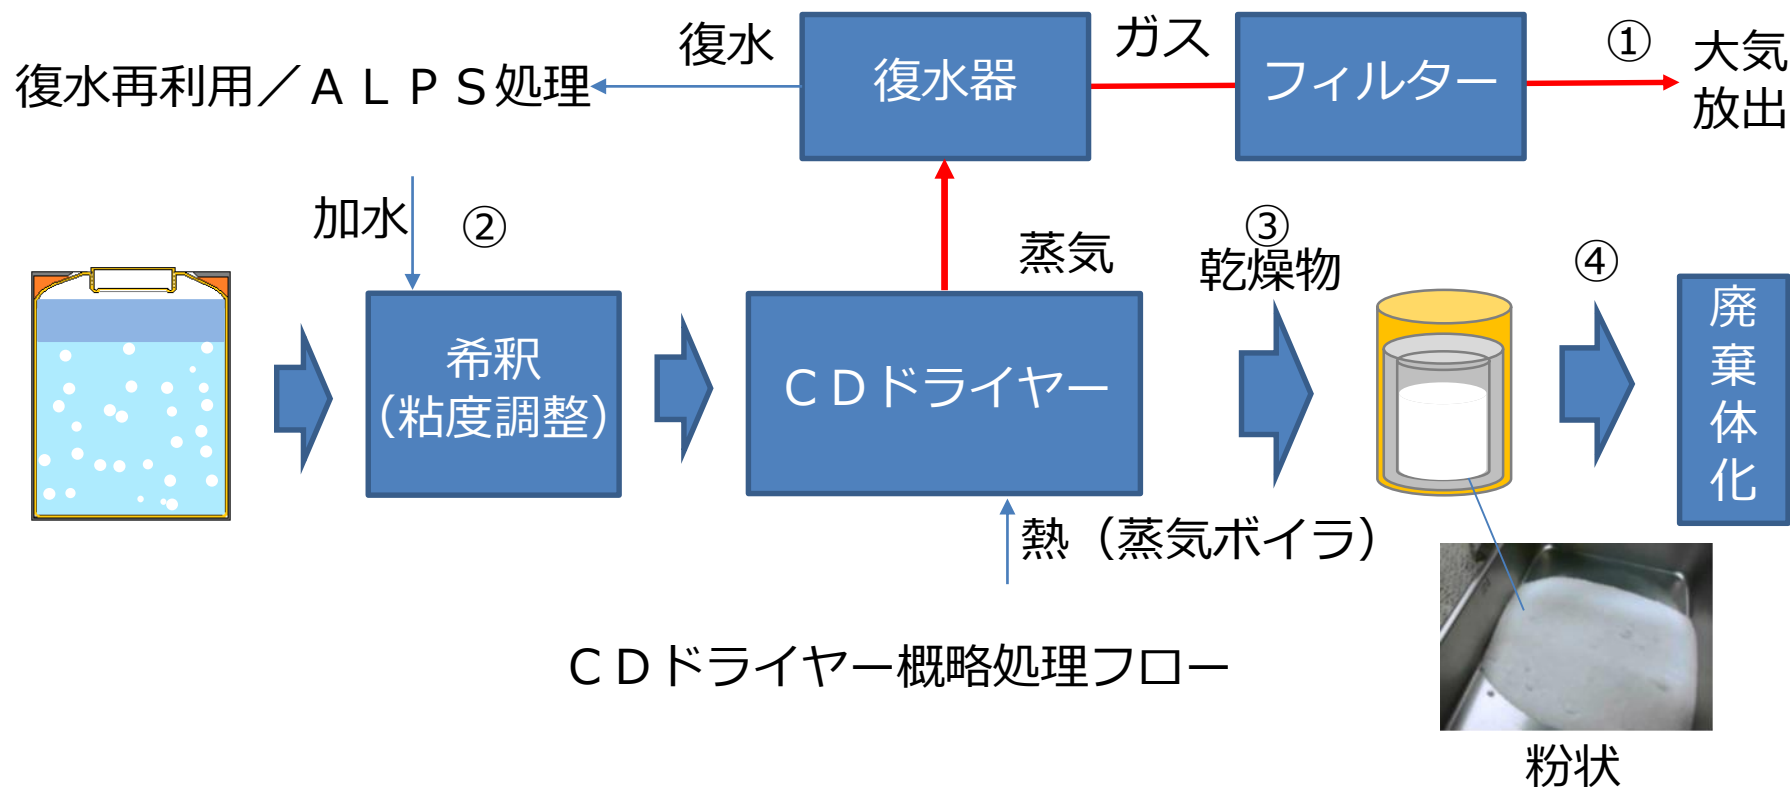 復水
ガス
①
大気
放出
復水再利用／ＡＬＰＳ処理
復水器
フィルター
加水
②
蒸気
③
乾燥物
④
希釈
（粘度調整）
ＣＤドライヤー
廃
棄
体
化
熱（蒸気ボイラ）
ＣＤドライヤー概略処理フロー
粉状